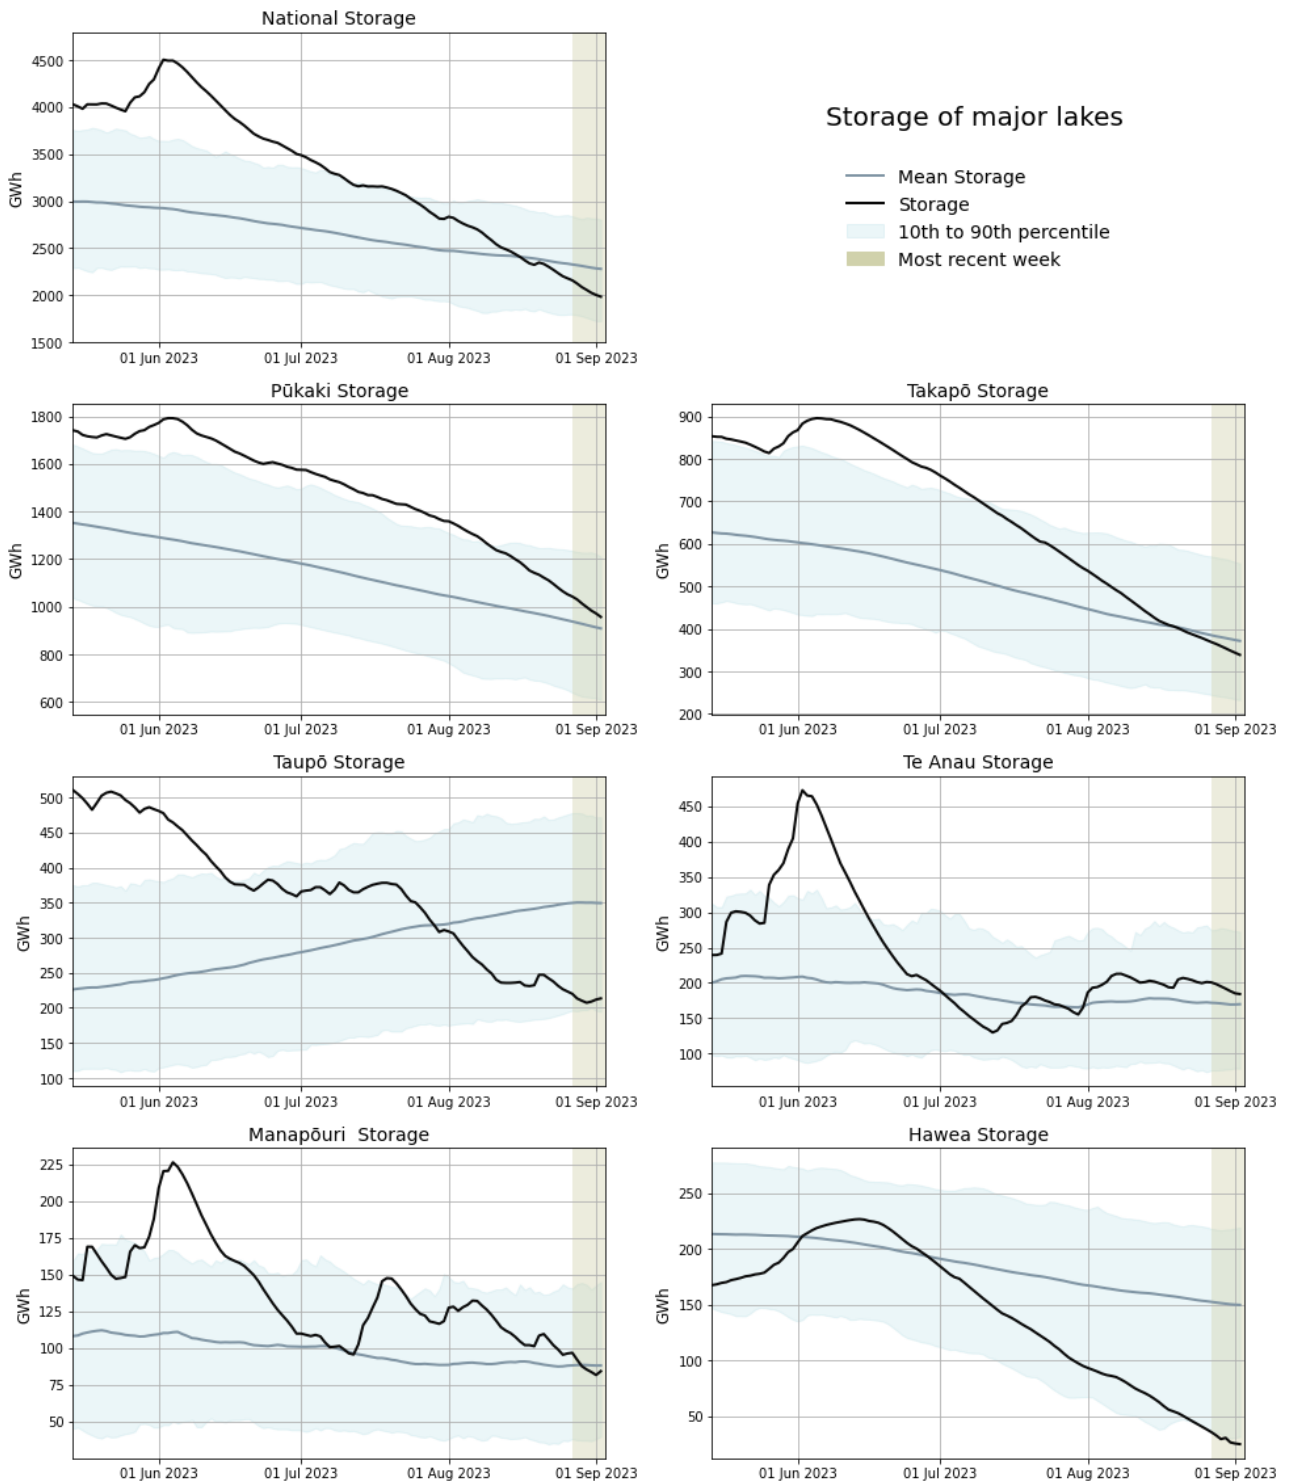 National Storage
GWh
4500
4000
3500
3000
2500
2000
1500
01 Jun 2023 01 Jul 2023 01 Aug 2023 01 Sep 2023
Storage of major lakes
Mean Storage
Storage
10th to 90th percentile
Most recent week
Pūkaki Storage
GWh
1800
1600
1400
1200
1000
800
600
01 Jun 2023 01 Jul 2023 01 Aug 2023 01 Sep 2023
Takapō Storage
GWh
900
800
700
600
500
400
300
200
01 Jun 2023 01 Jul 2023 01 Aug 2023 01 Sep 2023
Taupō Storage
GWh
500
450
400
350
300
250
200
150
100
01 Jun 2023 01 Jul 2023 01 Aug 2023 01 Sep 2023
Te Anau Storage
GWh
450
400
350
300
250
200
150
100
01 Jun 2023 01 Jul 2023 01 Aug 2023 01 Sep 2023
Manapōuri  Storage
GWh
225
200
175
150
125
100
75
50
01 Jun 2023 01 Jul 2023 01 Aug 2023 01 Sep 2023
Hawea Storage
GWh
250
200
150
100
50
01 Jun 2023 01 Jul 2023 01 Aug 2023 01 Sep 2023